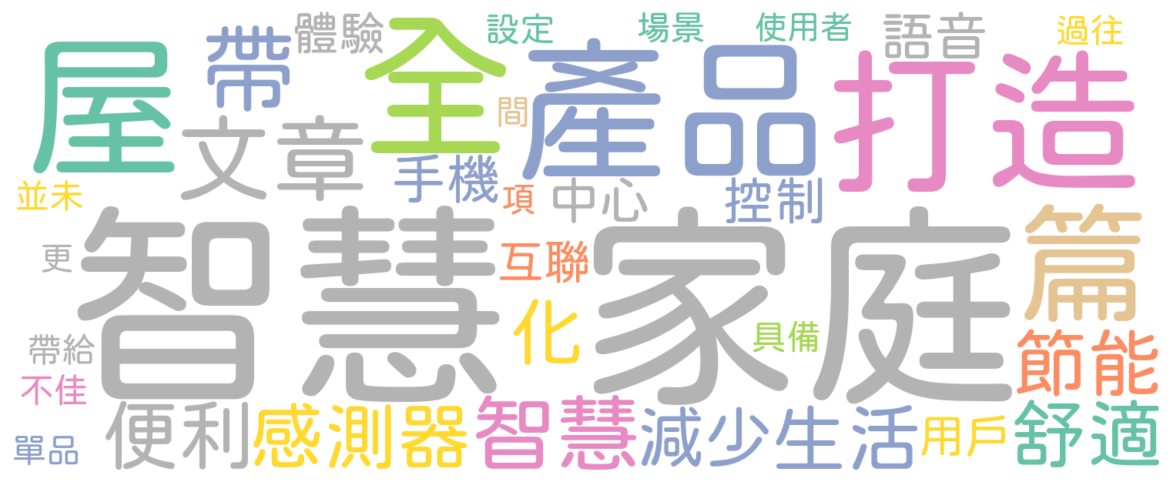 屋
帶
體驗
全
設定
產品
場景
使用者
打造
語音
過往
文章
手機
間
項
中心
控制
並未
更
智慧家庭
互聯
化
具備
篇
節能
帶給
不佳
單品
便利
感測器
智慧
減少
生活
用戶
舒適